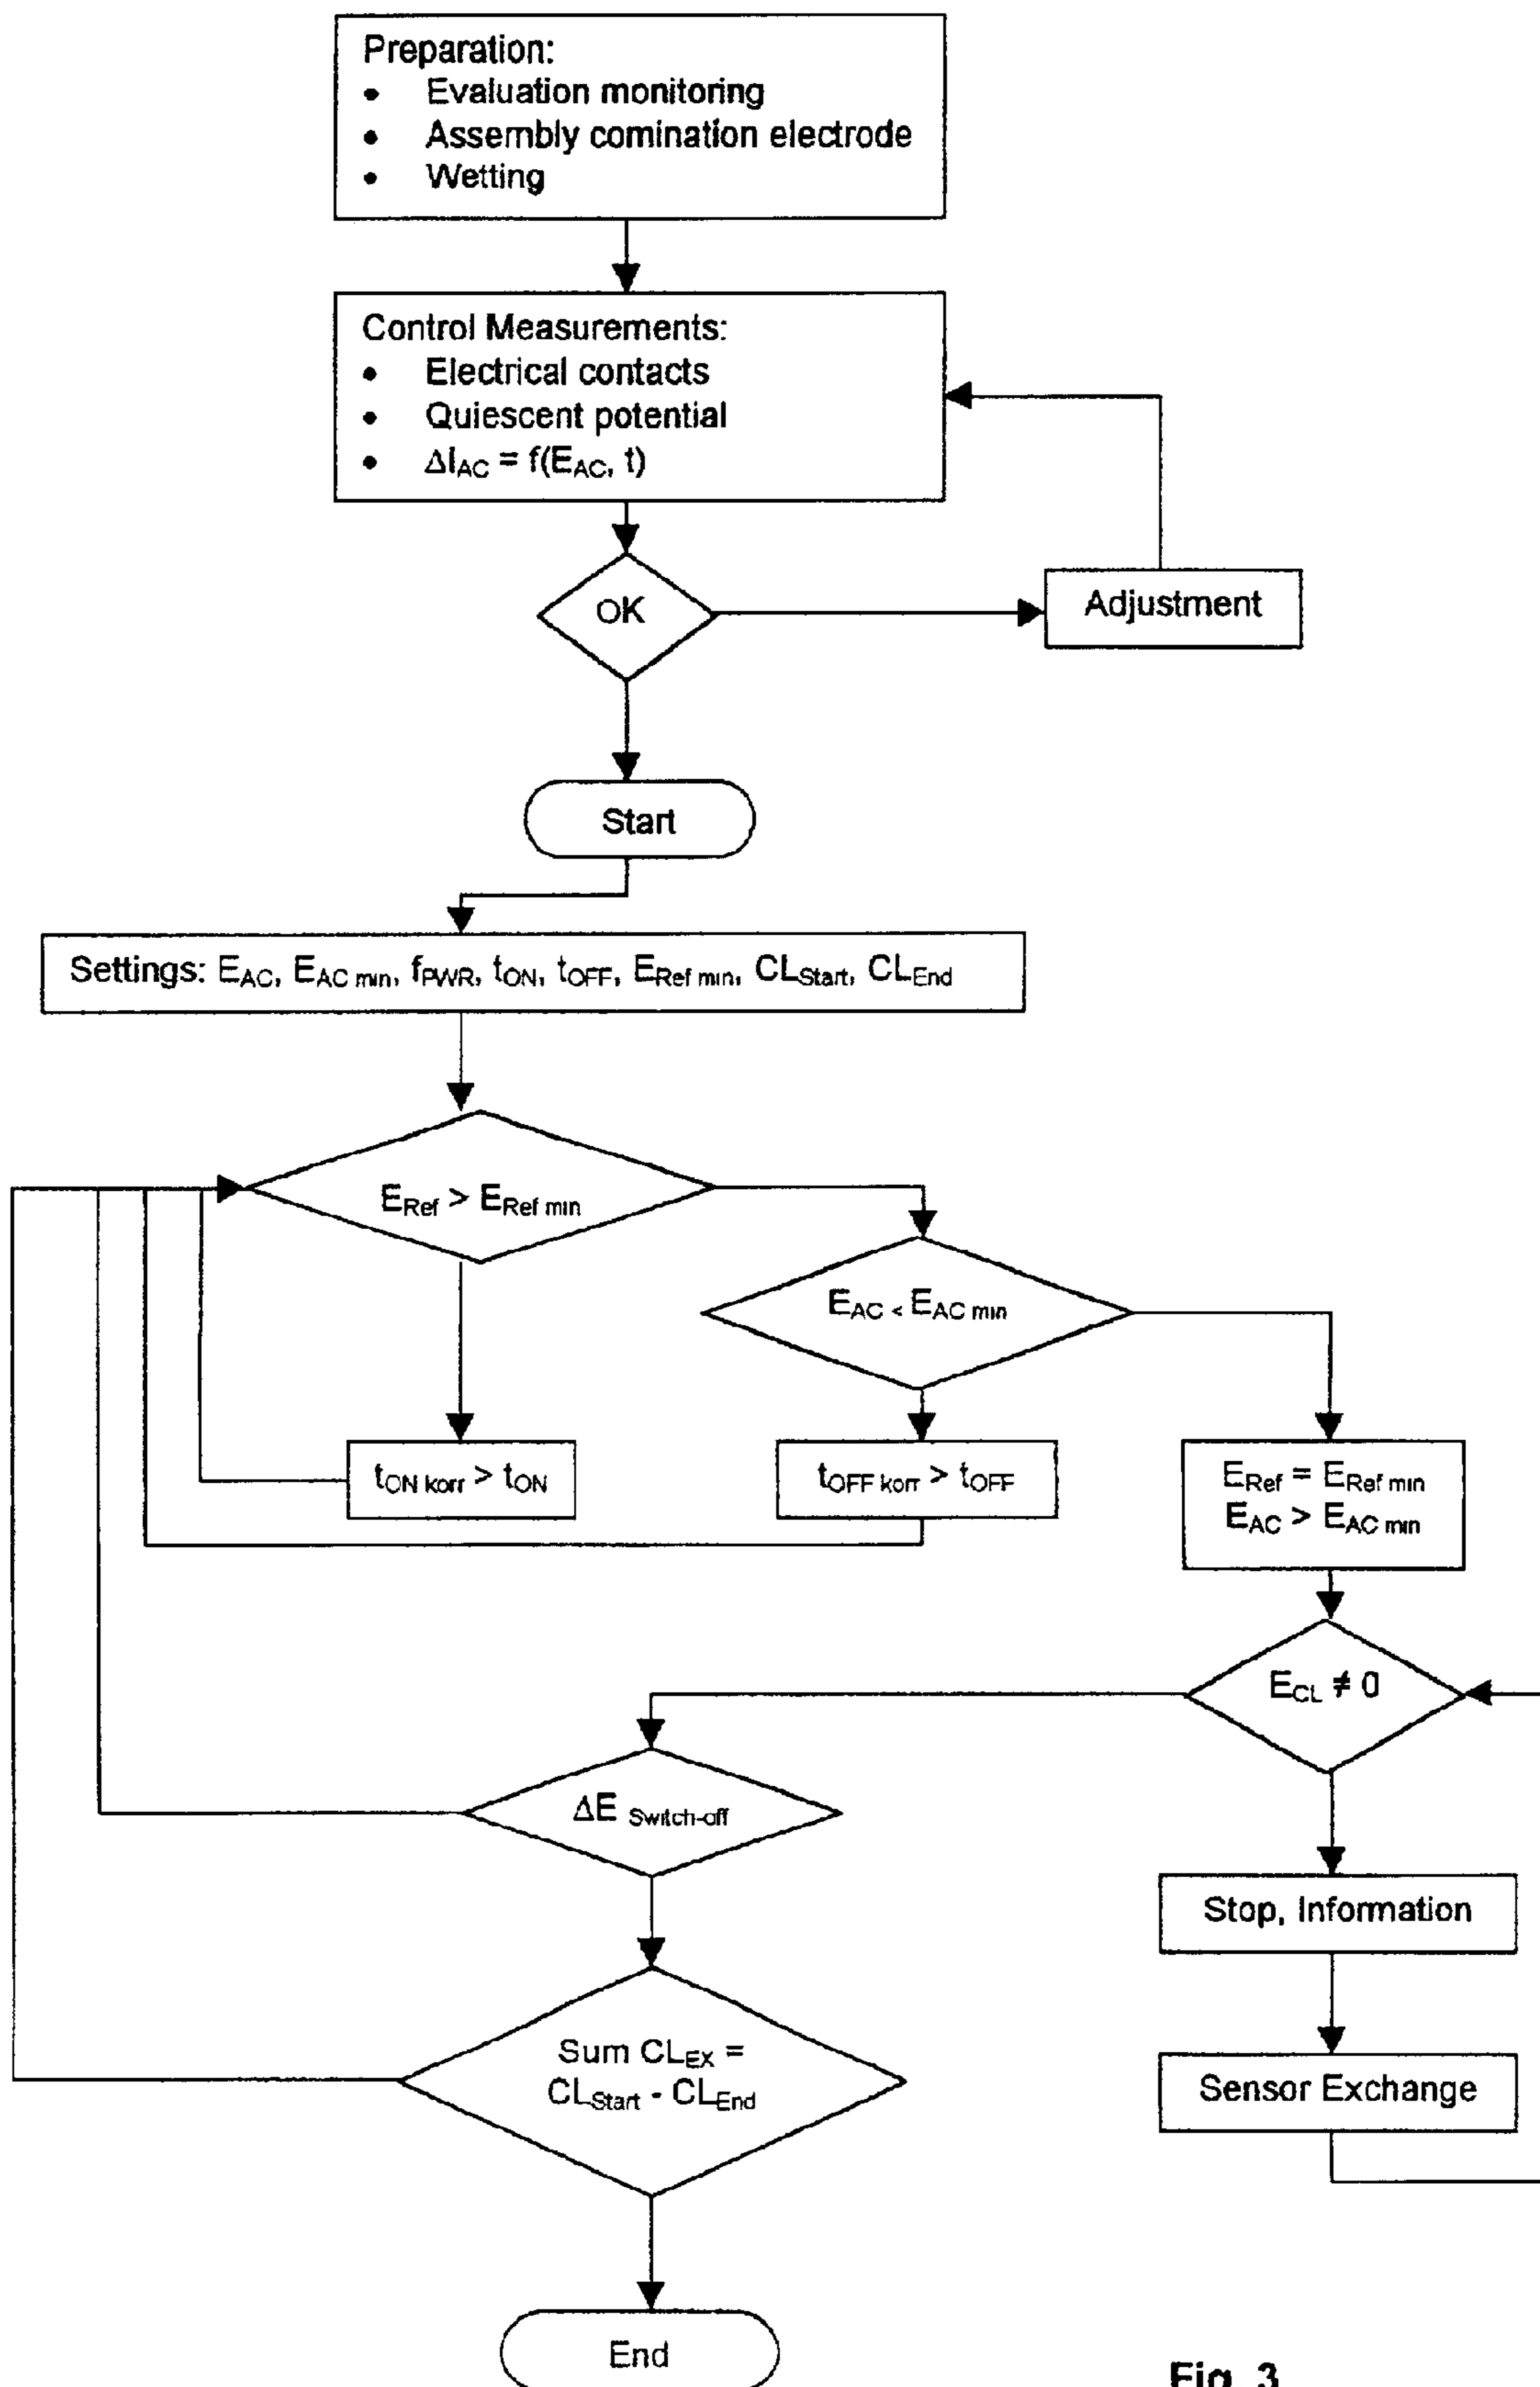 Preparation:
• Evaluation monitoring
• Assembly comination electrode
• Wetting
Control Measurements:
• Electrical contacts
• Quiescent potential
• ΔI_AC = f(E_AC, t)
OK
Adjustment
Start
Settings: E_AC, E_AC min, f_PWR, t_ON, t_OFF, E_Ref min, CL_Start, CL_End
E_Ref > E_Ref min
E_AC < E_AC min
t_ON korr > t_ON
t_OFF korr > t_OFF
E_Ref = E_Ref min
E_AC > E_AC min
E_CL ≠ 0
ΔE Switch-off
Stop, Information
Sum CL_EX =
CL_Start - CL_End
Sensor Exchange
End
Fig. 3